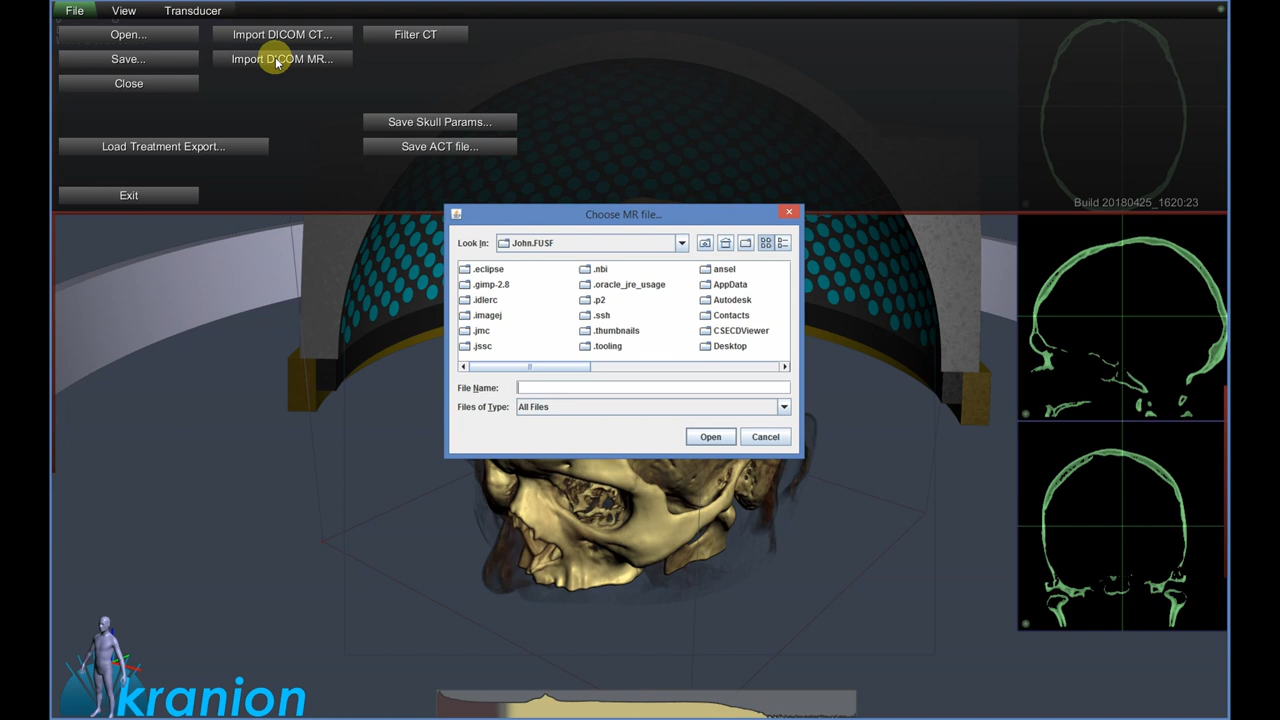 File View Transducer
Open... Import DICOM CT... Filter CT
Save... Import DICOM MR...
Close
Save Skull Params...
Load Treatment Export... Save ACT file...
Exit
Build 20180425_1620:23
Choose MR file...
Look In: John.FUSF
.eclipse .nbi ansel
.gimp-2.8 .oracle_jre_usage AppData
.idlerc .p2 Autodesk
.imagej .ssh Contacts
.jmc .thumbnails CSECDViewer
.jssc .tooling Desktop
File Name:
Files of Type: All Files
Open Cancel
kranion